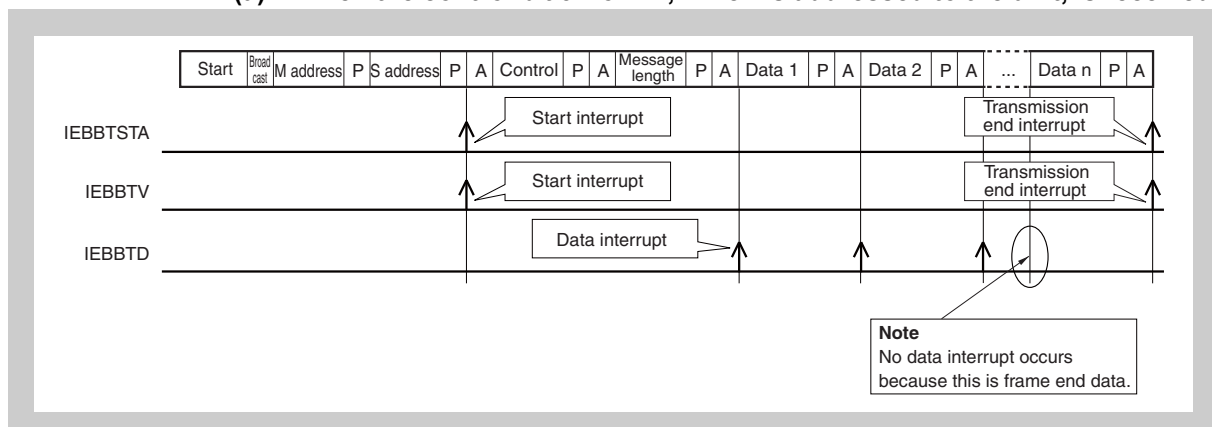 Start Broad cast M address P S address P A Control P A Message length P A Data 1 P A Data 2 P A ... Data n P A
IEBBTSTA
Start interrupt
Transmission
end interrupt
IEBBTV
Start interrupt
Transmission
end interrupt
IEBBTD
Data interrupt
Note
No data interrupt occurs
because this is frame end data.